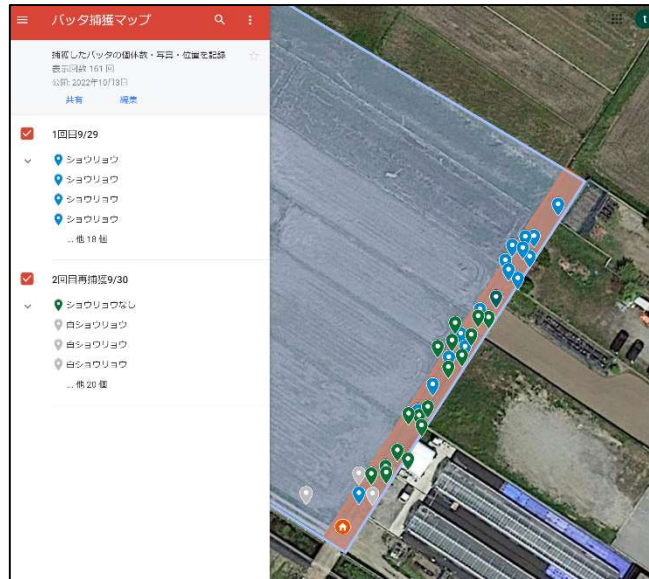 バッタ捕獲マップ
捕獲したバッタの個体数・写真・位置を記録
表示回数 161 回
公開: 2022年10月13日
共有 編集
1回目9/29
ショウリョウ
ショウリョウ
ショウリョウ
ショウリョウ
... 他 18 個
2回目再捕獲9/30
ショウリョウなし
白ショウリョウ
白ショウリョウ
白ショウリョウ
... 他 20 個
t